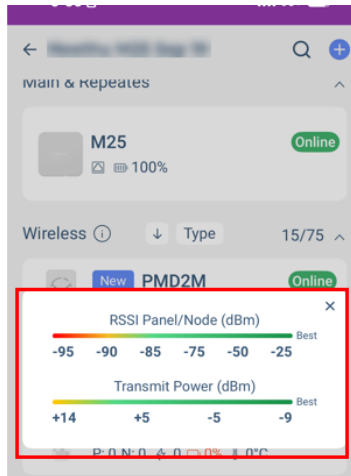 Main & Repeates
M25
Online
100%
Wireless
Type
15/75
New
PMD2M
Online
RSSI Panel/Node (dBm)
Best
-95 -90 -85 -75 -50 -25
Transmit Power (dBm)
Best
+14 +5 -5 -9
P: 0 N: 0 0 0% 0°C